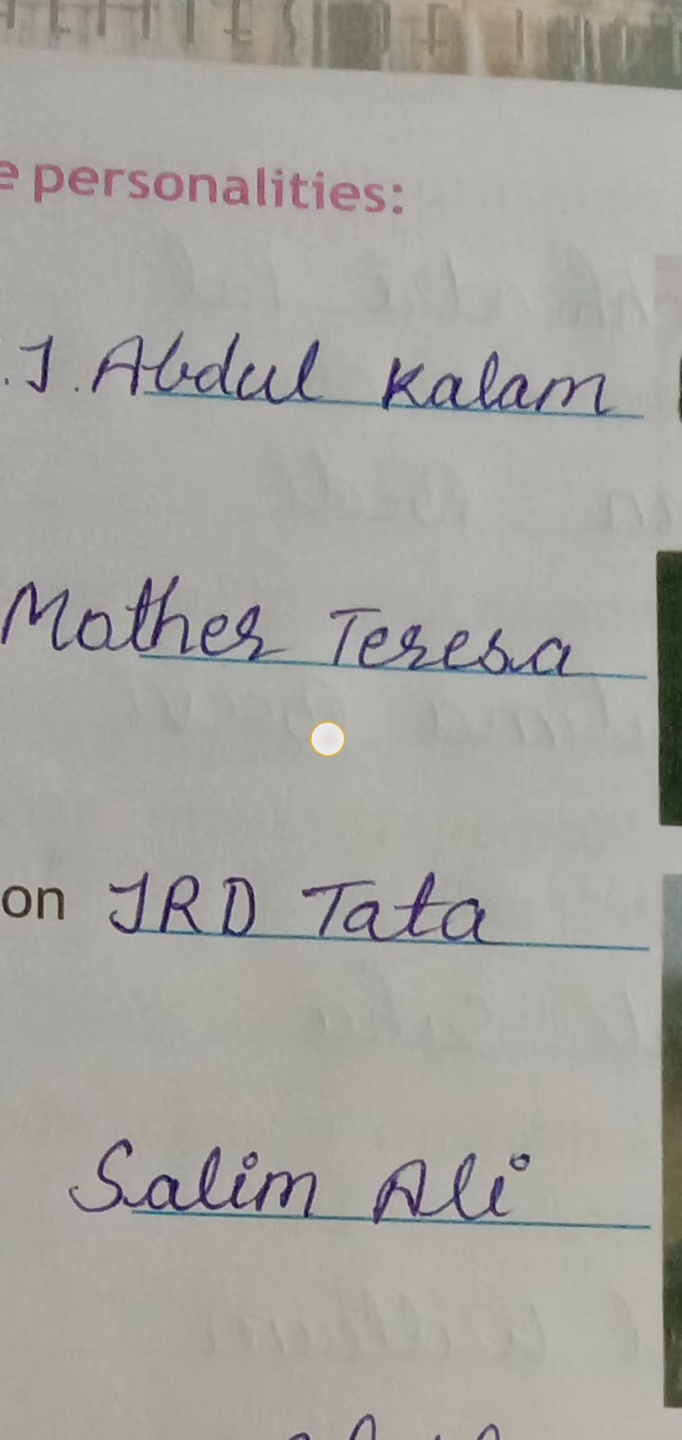 e personalities:
.J. Abdul Kalam
Mother Teresa
on JRD Tata
Salim Ali